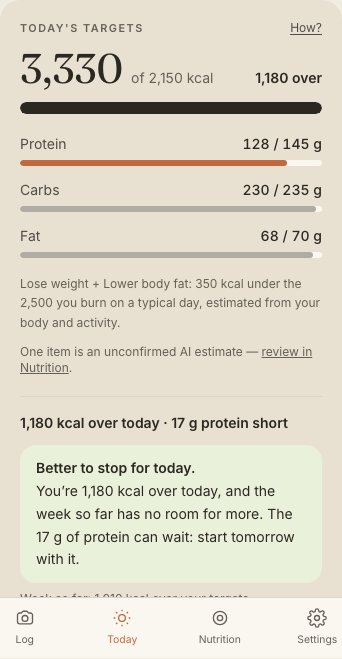 TODAY'S TARGETS
How?
3,330 of 2,150 kcal
1,180 over
Protein
128 / 145 g
Carbs
230 / 235 g
Fat
68 / 70 g
Lose weight + Lower body fat: 350 kcal under the
2,500 you burn on a typical day, estimated from your
body and activity.
One item is an unconfirmed AI estimate — review in
Nutrition.
1,180 kcal over today · 17 g protein short
Better to stop for today.
You’re 1,180 kcal over today, and the
week so far has no room for more. The
17 g of protein can wait: start tomorrow
with it.
Log
Today
Nutrition
Settings